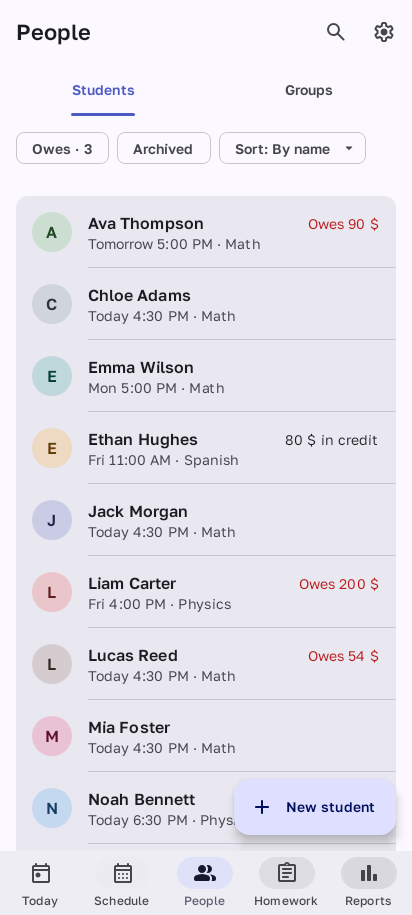 People
Students
Groups
Owes · 3
Archived
Sort: By name
A
Ava Thompson
Owes 90 $
Tomorrow 5:00 PM · Math
C
Chloe Adams
Today 4:30 PM · Math
E
Emma Wilson
Mon 5:00 PM · Math
E
Ethan Hughes
80 $ in credit
Fri 11:00 AM · Spanish
J
Jack Morgan
Today 4:30 PM · Math
L
Liam Carter
Owes 200 $
Fri 4:00 PM · Physics
L
Lucas Reed
Owes 54 $
Today 4:30 PM · Math
M
Mia Foster
Today 4:30 PM · Math
N
Noah Bennett
Today 6:30 PM ·
New student
Today
Schedule
People
Homework
Reports